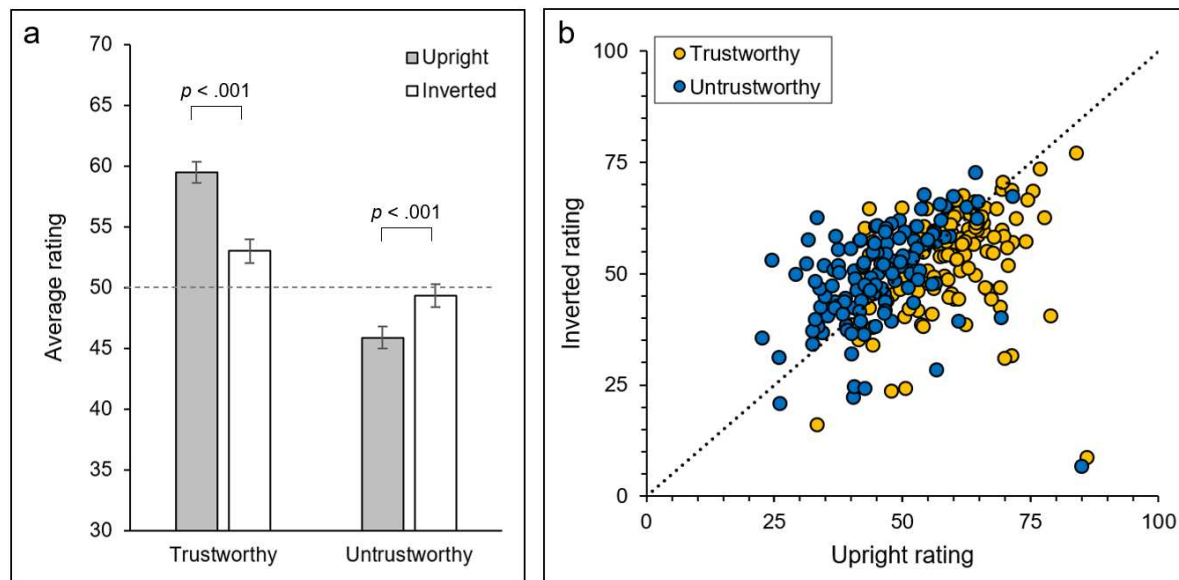 a
70
65
60
55
50
45
40
35
30
Average rating
Upright
Inverted
p < .001
p < .001
Trustworthy
Untrustworthy
b
100
75
50
25
0
Inverted rating
Trustworthy
Untrustworthy
0
25
50
75
100
Upright rating